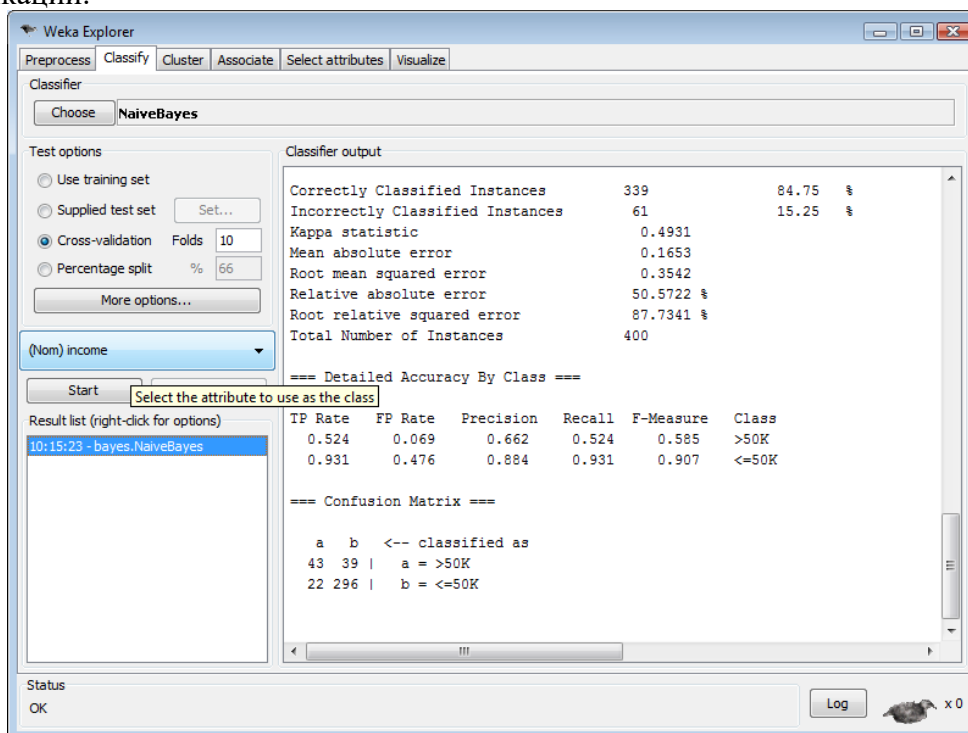 кации.
Weka Explorer
Preprocess Classify Cluster Associate Select attributes Visualize
Classifier
Choose NaiveBayes
Test options
Use training set
Supplied test set Set...
Cross-validation Folds 10
Percentage split % 66
More options...
(Nom) income
Start
Select the attribute to use as the class
Result list (right-click for options)
10:15:23 - bayes.NaiveBayes
Classifier output
Correctly Classified Instances 339 84.75 %
Incorrectly Classified Instances 61 15.25 %
Kappa statistic 0.4931
Mean absolute error 0.1653
Root mean squared error 0.3542
Relative absolute error 50.5722 %
Root relative squared error 87.7341 %
Total Number of Instances 400
=== Detailed Accuracy By Class ===
TP Rate FP Rate Precision Recall F-Measure Class
0.524 0.069 0.662 0.524 0.585 >50K
0.931 0.476 0.884 0.931 0.907 <=50K
=== Confusion Matrix ===
a b <-- classified as
43 39 | a = >50K
22 296 | b = <=50K
Status
OK
Log
x 0